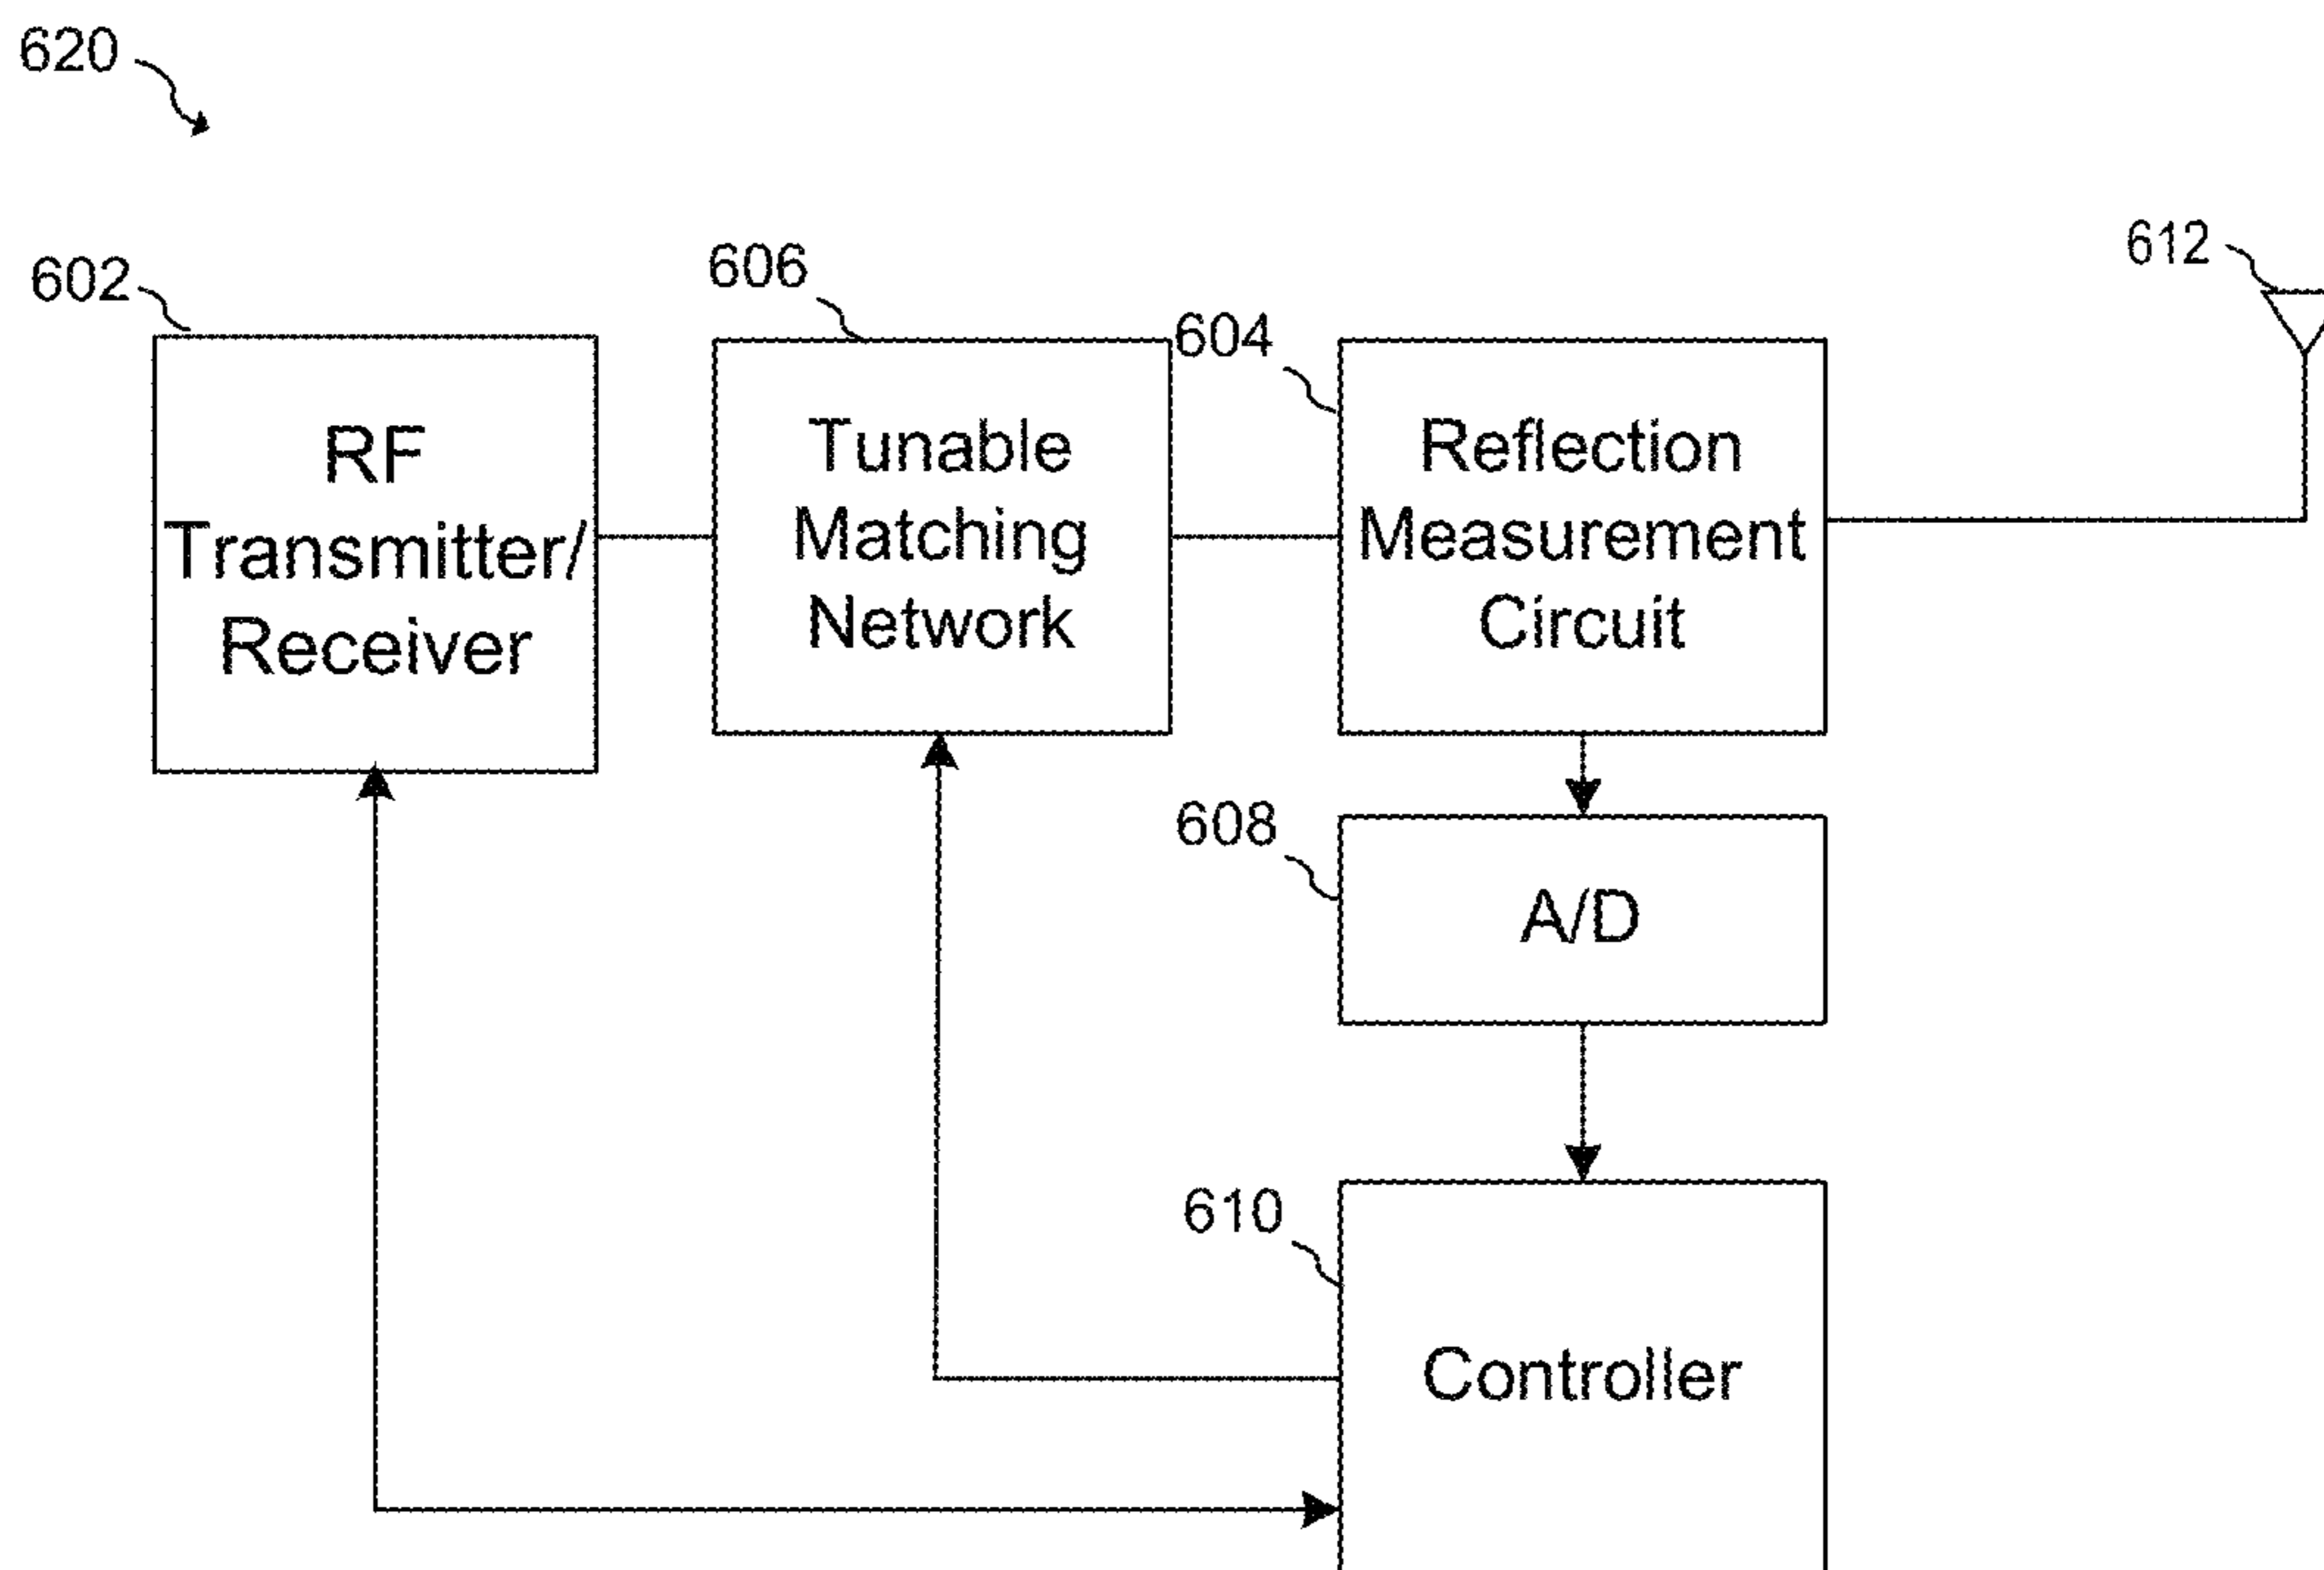 620
602
606
604
612
RF
Transmitter/
Receiver
Tunable
Matching
Network
Reflection
Measurement
Circuit
608
A/D
610
Controller